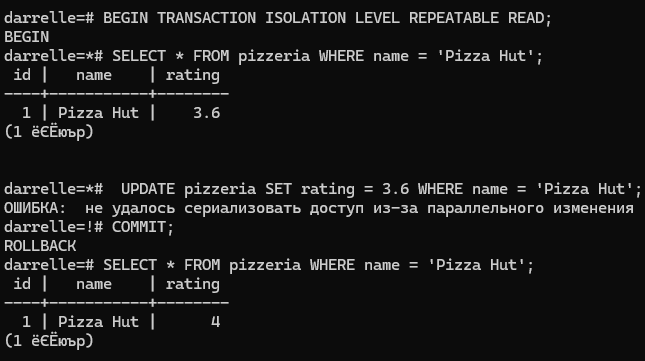 darrelle=# BEGIN TRANSACTION ISOLATION LEVEL REPEATABLE READ;
BEGIN
darrelle=*# SELECT * FROM pizzeria WHERE name = 'Pizza Hut';
 id |   name    | rating
----+-----------+--------
  1 | Pizza Hut |    3.6
(1 ёЄЁюър)
darrelle=*#  UPDATE pizzeria SET rating = 3.6 WHERE name = 'Pizza Hut';
ОШИБКА:  не удалось сериализовать доступ из-за параллельного изменения
darrelle=!# COMMIT;
ROLLBACK
darrelle=# SELECT * FROM pizzeria WHERE name = 'Pizza Hut';
 id |   name    | rating
----+-----------+--------
  1 | Pizza Hut |      4
(1 ёЄЁюър)